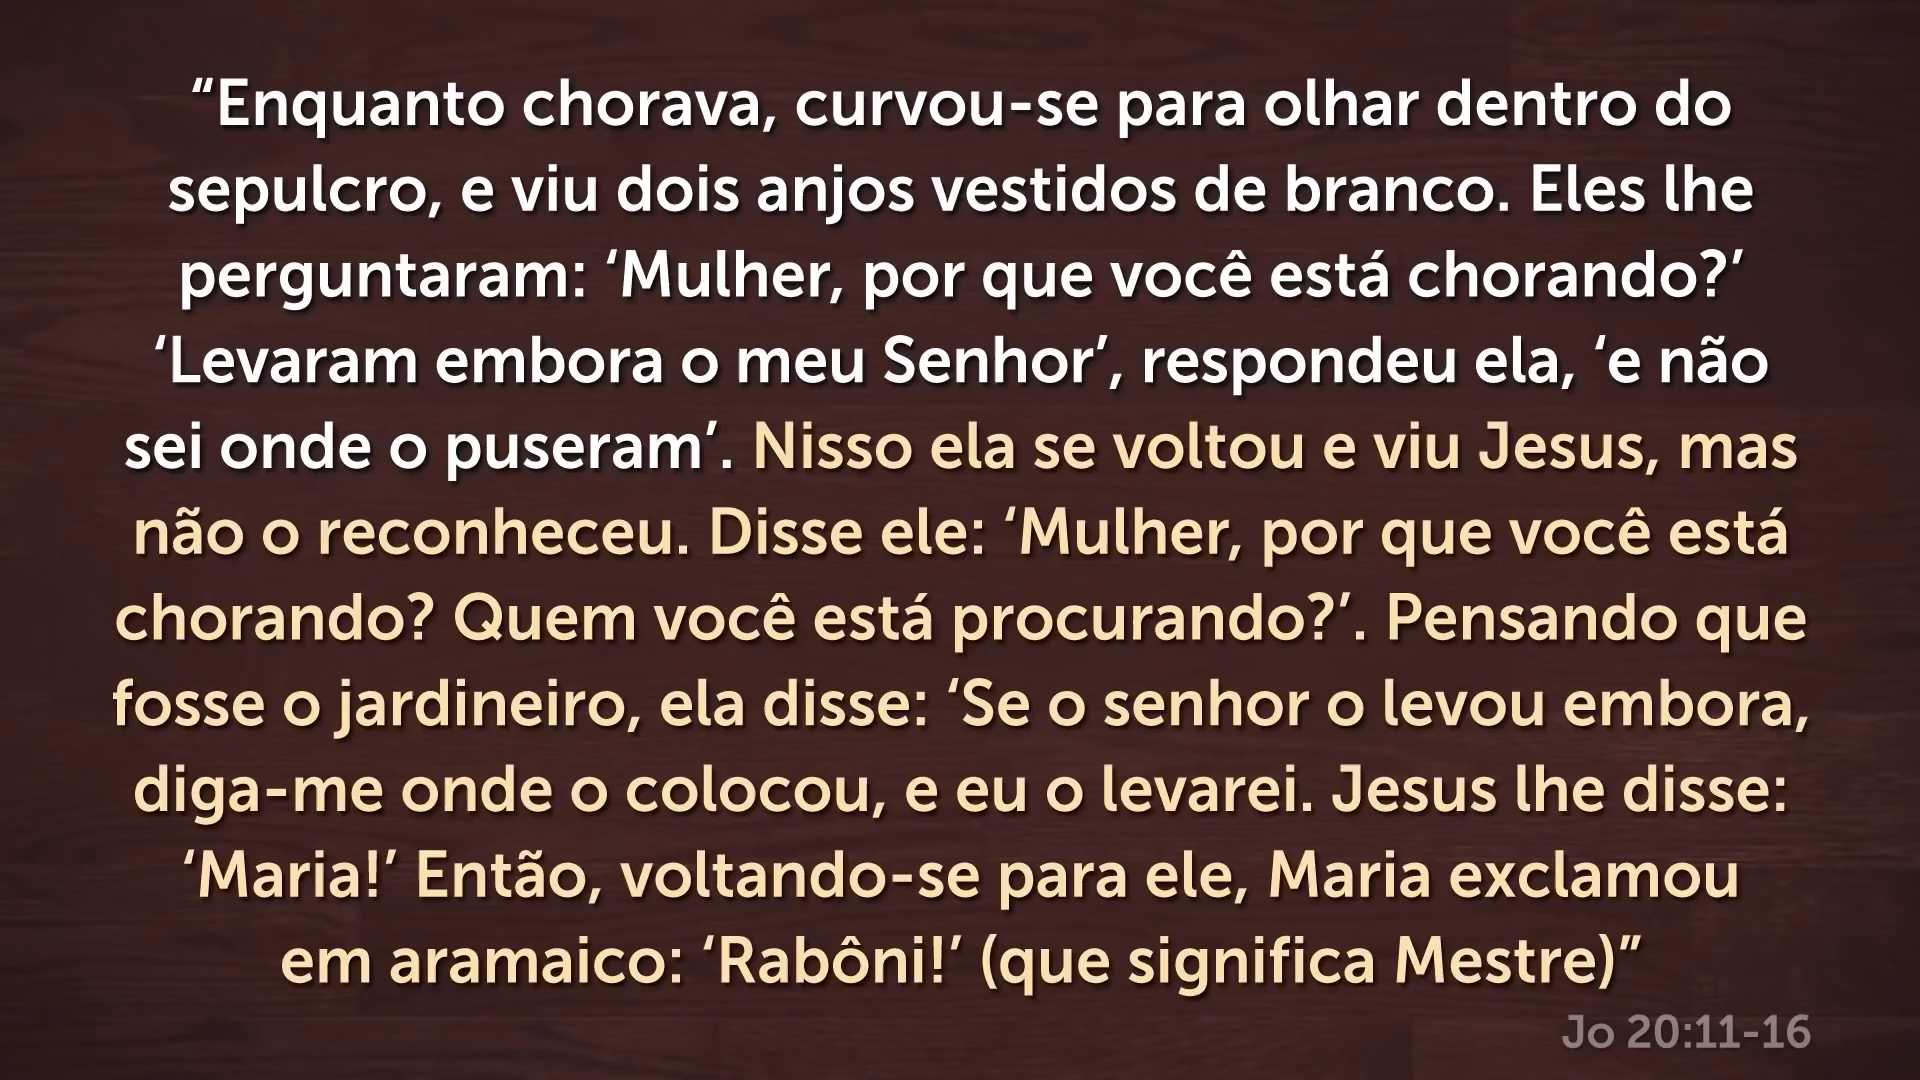 “Enquanto chorava, curvou-se para olhar dentro do
sepulcro, e viu dois anjos vestidos de branco. Eles lhe
perguntaram: ‘Mulher, por que você está chorando?’
‘Levaram embora o meu Senhor’, respondeu ela, ‘e não
sei onde o puseram’. Nisso ela se voltou e viu Jesus, mas
não o reconheceu. Disse ele: ‘Mulher, por que você está
chorando? Quem você está procurando?’. Pensando que
fosse o jardineiro, ela disse: ‘Se o senhor o levou embora,
diga-me onde o colocou, e eu o levarei. Jesus lhe disse:
‘Maria!’ Então, voltando-se para ele, Maria exclamou
em aramaico: ‘Rabôni!’ (que significa Mestre)”
Jo 20:11-16